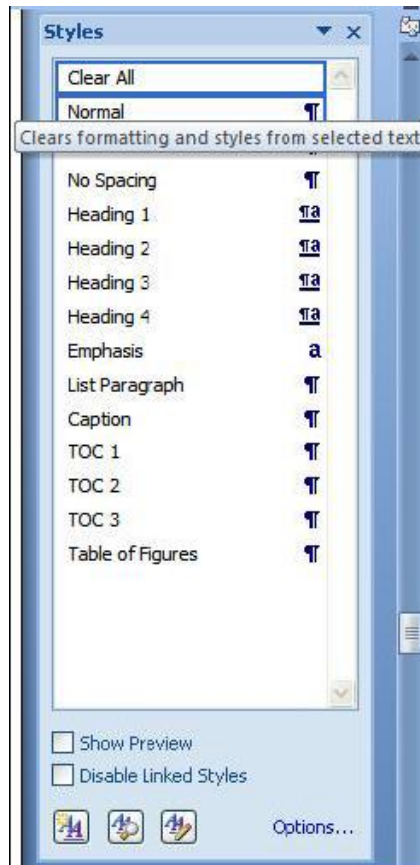 Styles
Clear All
Normal ¶
Clears formatting and styles from selected text
No Spacing ¶
Heading 1 ¶a
Heading 2 ¶a
Heading 3 ¶a
Heading 4 ¶a
Emphasis a
List Paragraph ¶
Caption ¶
TOC 1 ¶
TOC 2 ¶
TOC 3 ¶
Table of Figures ¶
Show Preview
Disable Linked Styles
Options...